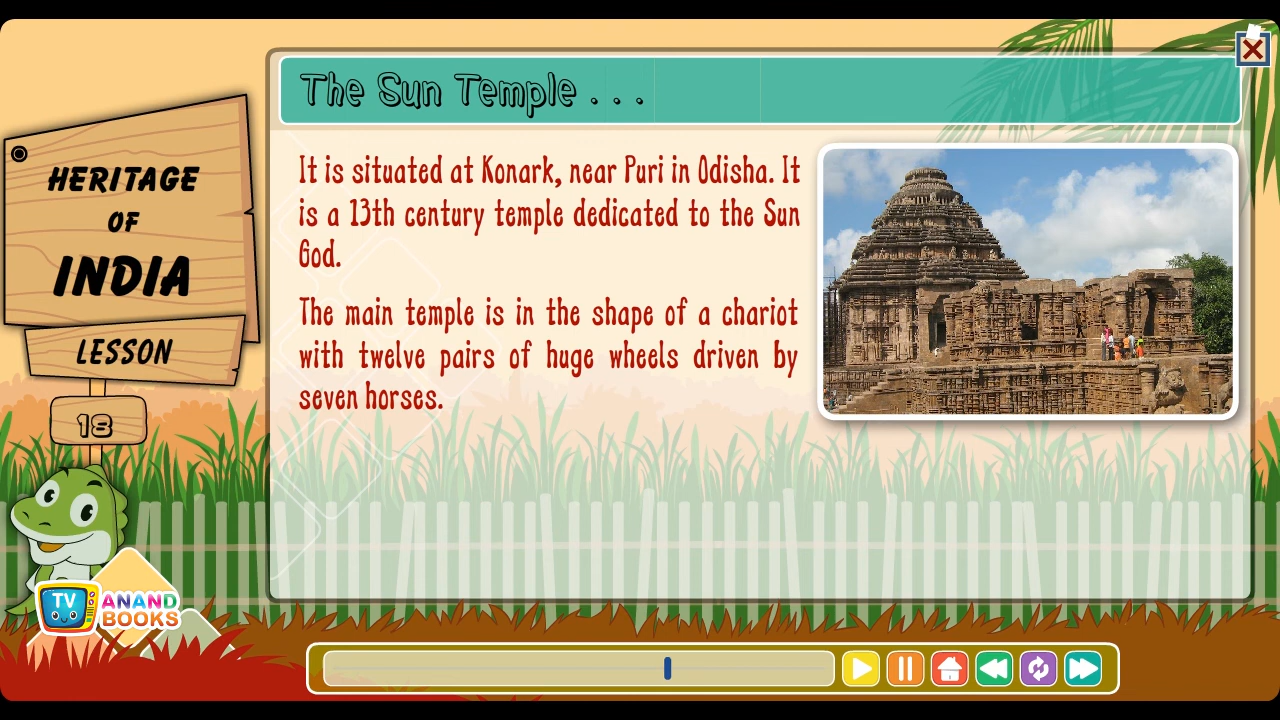 The Sun Temple . . .
HERITAGE
OF
INDIA
LESSON
18
It is situated at Konark, near Puri in Odisha. It
is a 13th century temple dedicated to the Sun
God.
The main temple is in the shape of a chariot
with twelve pairs of huge wheels driven by
seven horses.
TV
ANAND
BOOKS